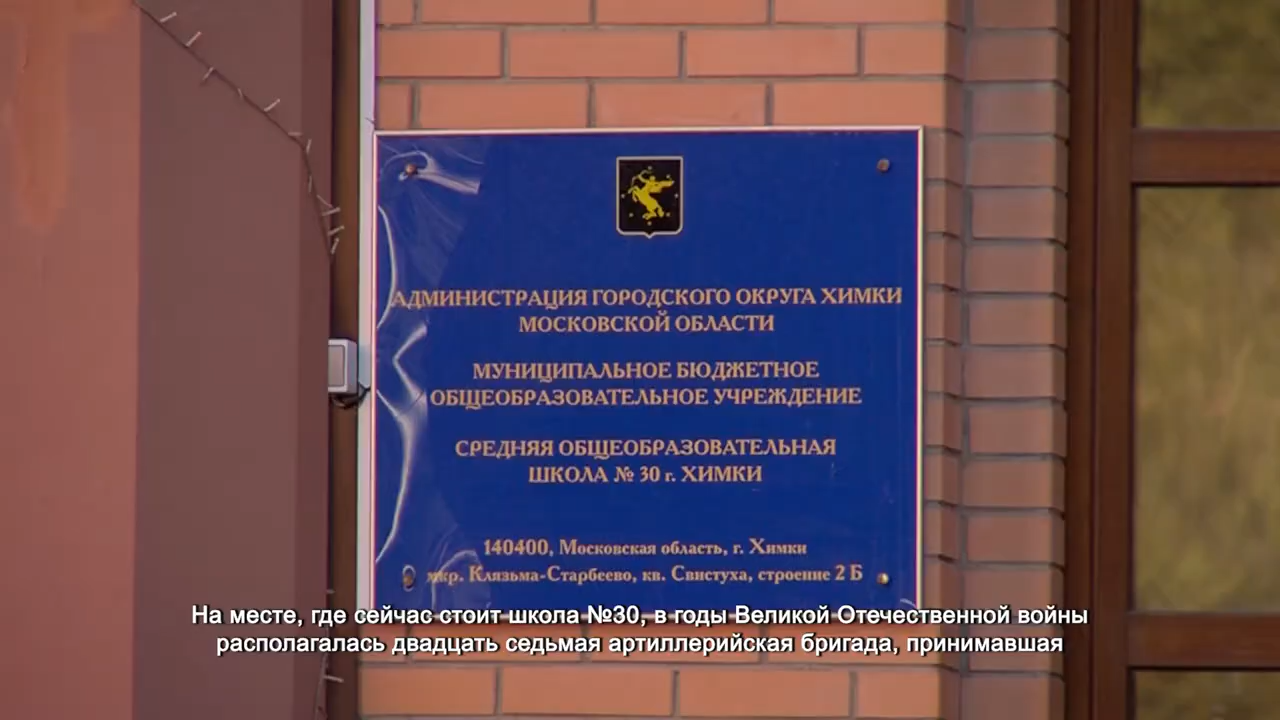 АДМИНИСТРАЦИЯ ГОРОДСКОГО ОКРУГА ХИМКИ
МОСКОВСКОЙ ОБЛАСТИ
МУНИЦИПАЛЬНОЕ БЮДЖЕТНОЕ
ОБЩЕОБРАЗОВАТЕЛЬНОЕ УЧРЕЖДЕНИЕ
СРЕДНЯЯ ОБЩЕОБРАЗОВАТЕЛЬНАЯ
ШКОЛА № 30 г. ХИМКИ
140400, Московская область, г. Химки
мкр. Клязьма-Старбеево, кв. Свистуха, строение 2 Б
На месте, где сейчас стоит школа №30, в годы Великой Отечественной войны
располагалась двадцать седьмая артиллерийская бригада, принимавшая